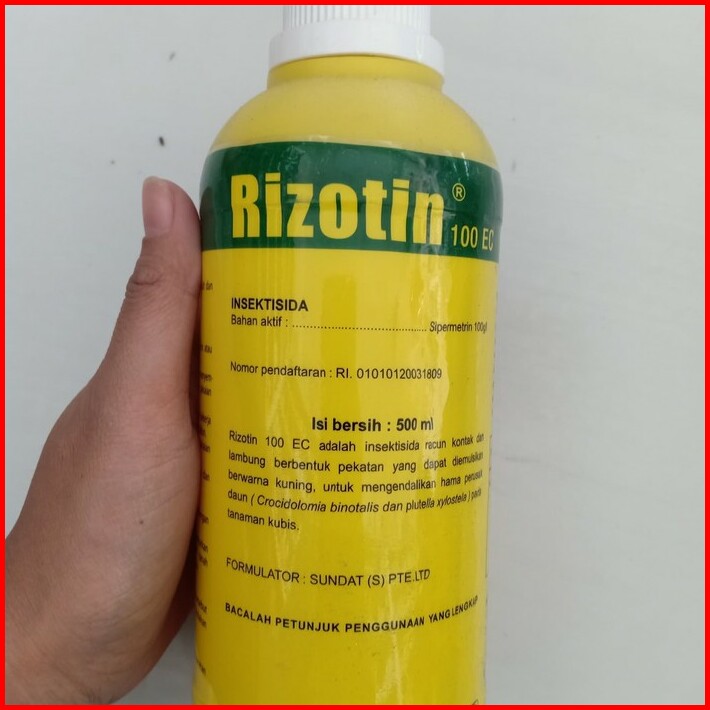 Rizotin®
100 EC
INSEKTISIDA
Bahan aktif : ........................................ Sipermetrin 100g/l
Nomor pendaftaran : RI. 01010120031809
Isi bersih : 500 ml
Rizotin 100 EC adalah insektisida racun kontak dan
lambung berbentuk pekatan yang dapat diemulsikan
berwarna kuning, untuk mengendalikan hama perusak
daun ( Crocidolomia binotalis dan plutella xylostela ) pada
tanaman kubis.
FORMULATOR : SUNDAT (S) PTE.LTD
BACALAH PETUNJUK PENGGUNAAN YANG LENGKAP